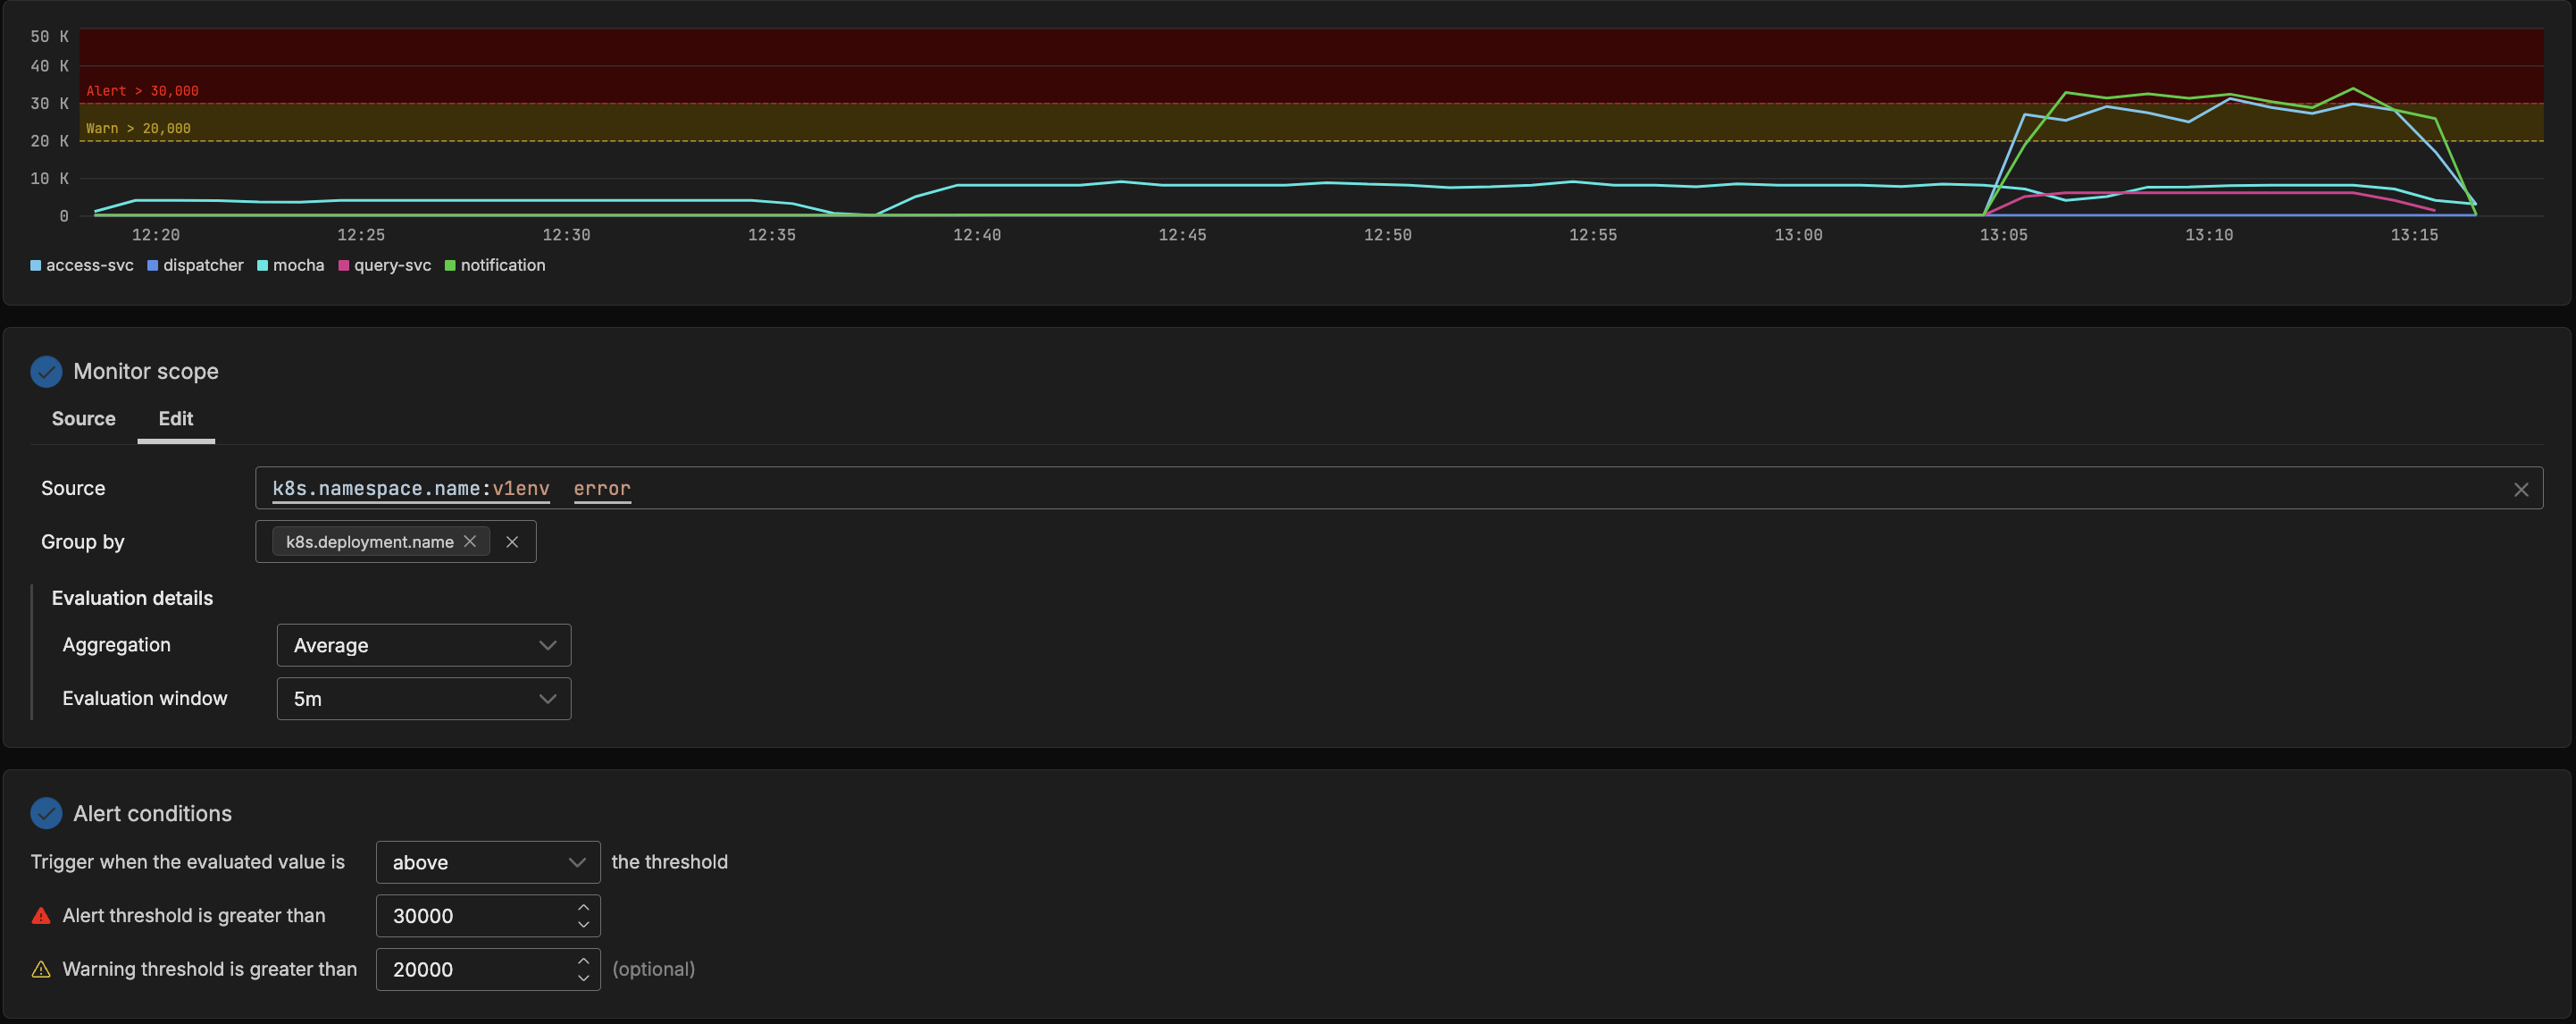 50 K
40 K
Alert > 30,000
30 K
Warn > 20,000
20 K
10 K
0
12:20 12:25 12:30 12:35 12:40 12:45 12:50 12:55 13:00 13:05 13:10 13:15
access-svc dispatcher mocha query-svc notification
Monitor scope
Source Edit
Source k8s.namespace.name:v1env error
Group by k8s.deployment.name
Evaluation details
Aggregation Average
Evaluation window 5m
Alert conditions
Trigger when the evaluated value is above the threshold
Alert threshold is greater than 30000
Warning threshold is greater than 20000 (optional)